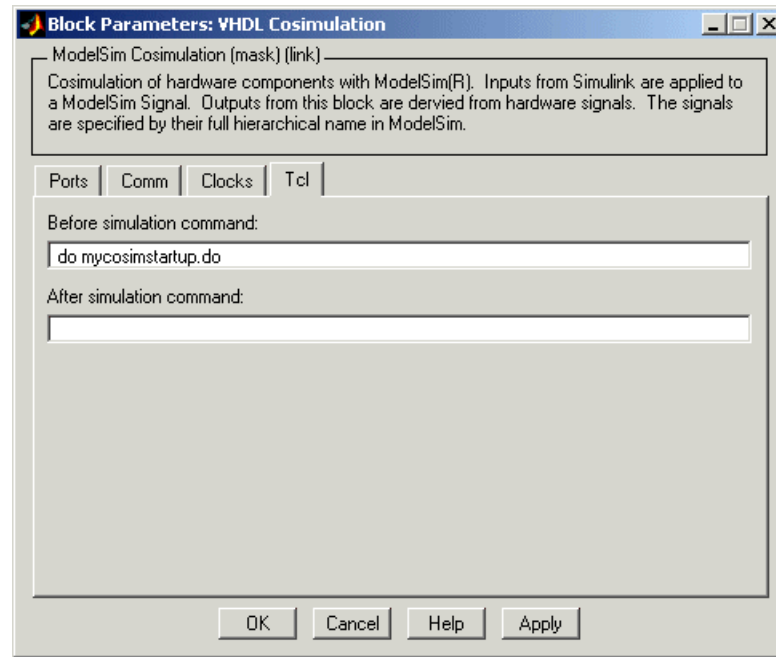 Block Parameters: VHDL Cosimulation
ModelSim Cosimulation (mask) (link)
Cosimulation of hardware components with ModelSim(R). Inputs from Simulink are applied to
a ModelSim Signal. Outputs from this block are dervied from hardware signals. The signals
are specified by their full hierarchical name in ModelSim.
Ports Comm Clocks Tcl
Before simulation command:
do mycosimstartup.do
After simulation command:
OK Cancel Help Apply